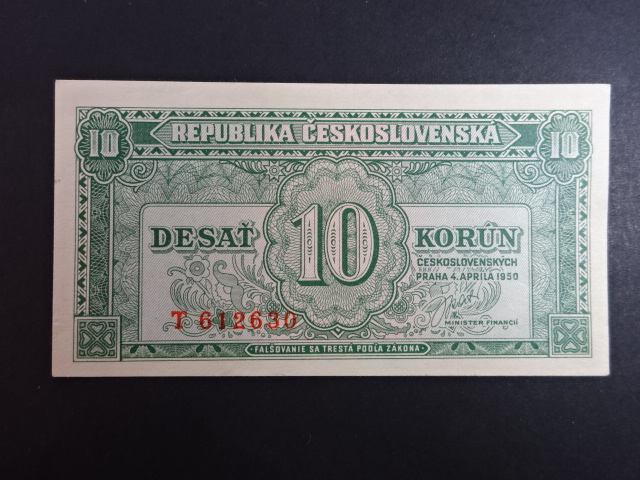 10 REPUBLIKA ČESKOSLOVENSKÁ 10
DESAŤ 10 KORÚN
ČESKOSLOVENSKÝCH
PRAHA 4. APRÍLA 1950
T 612630
MINISTER FINANCIÍ
FALŠOVANIE SA TRESTÁ PODĽA ZÁKONA